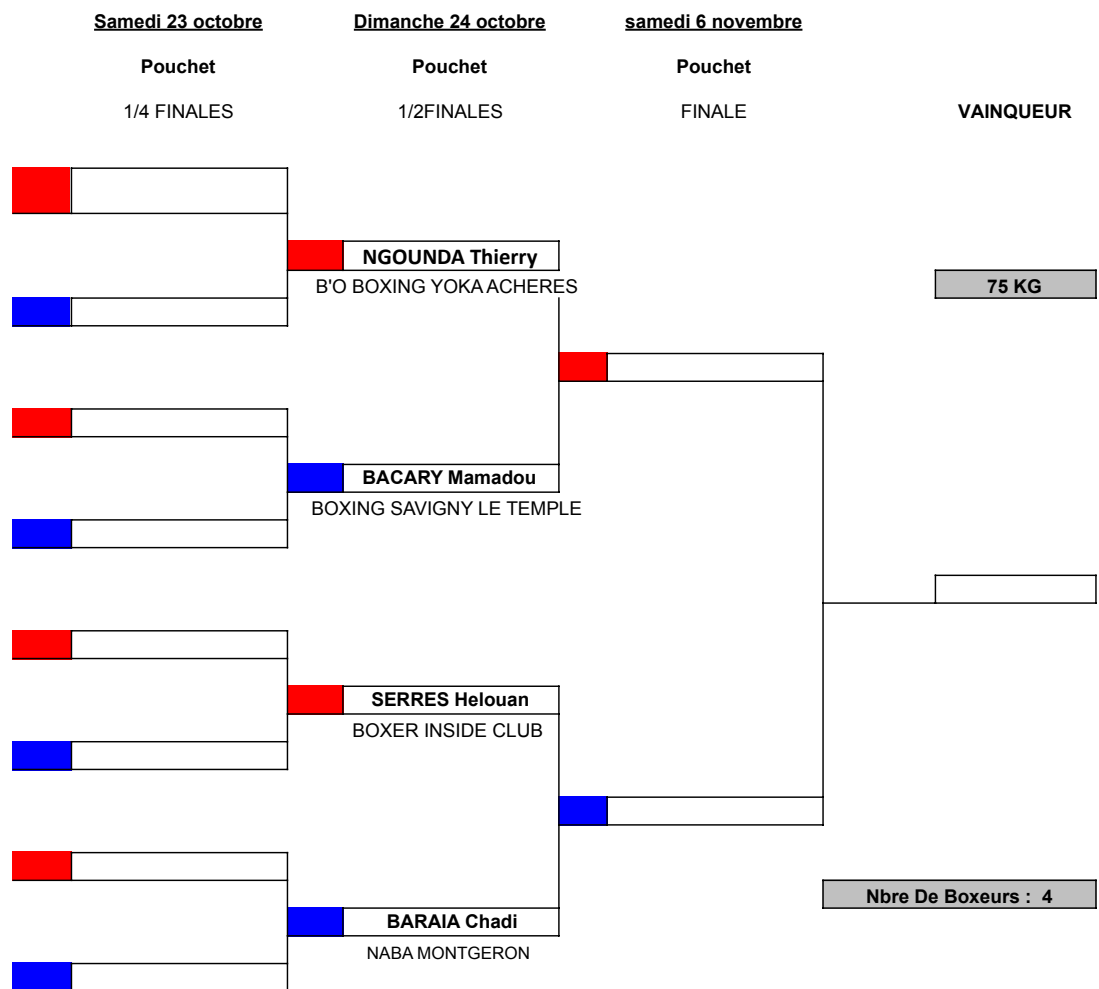 Samedi 23 octobre
Dimanche 24 octobre
samedi 6 novembre
Pouchet
Pouchet
Pouchet
1/4 FINALES
1/2FINALES
FINALE
VAINQUEUR
NGOUNDA Thierry
B'O BOXING YOKA ACHERES
75 KG
BACARY Mamadou
BOXING SAVIGNY LE TEMPLE
SERRES Helouan
BOXER INSIDE CLUB
Nbre De Boxeurs : 4
BARAIA Chadi
NABA MONTGERON